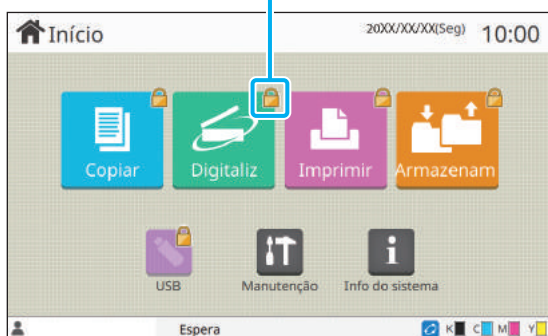 Início
20XX/XX/XX(Seg) 10:00
Copiar Digitaliz Imprimir Armazenam
USB Manutenção Info do sistema
Espera K C M Y